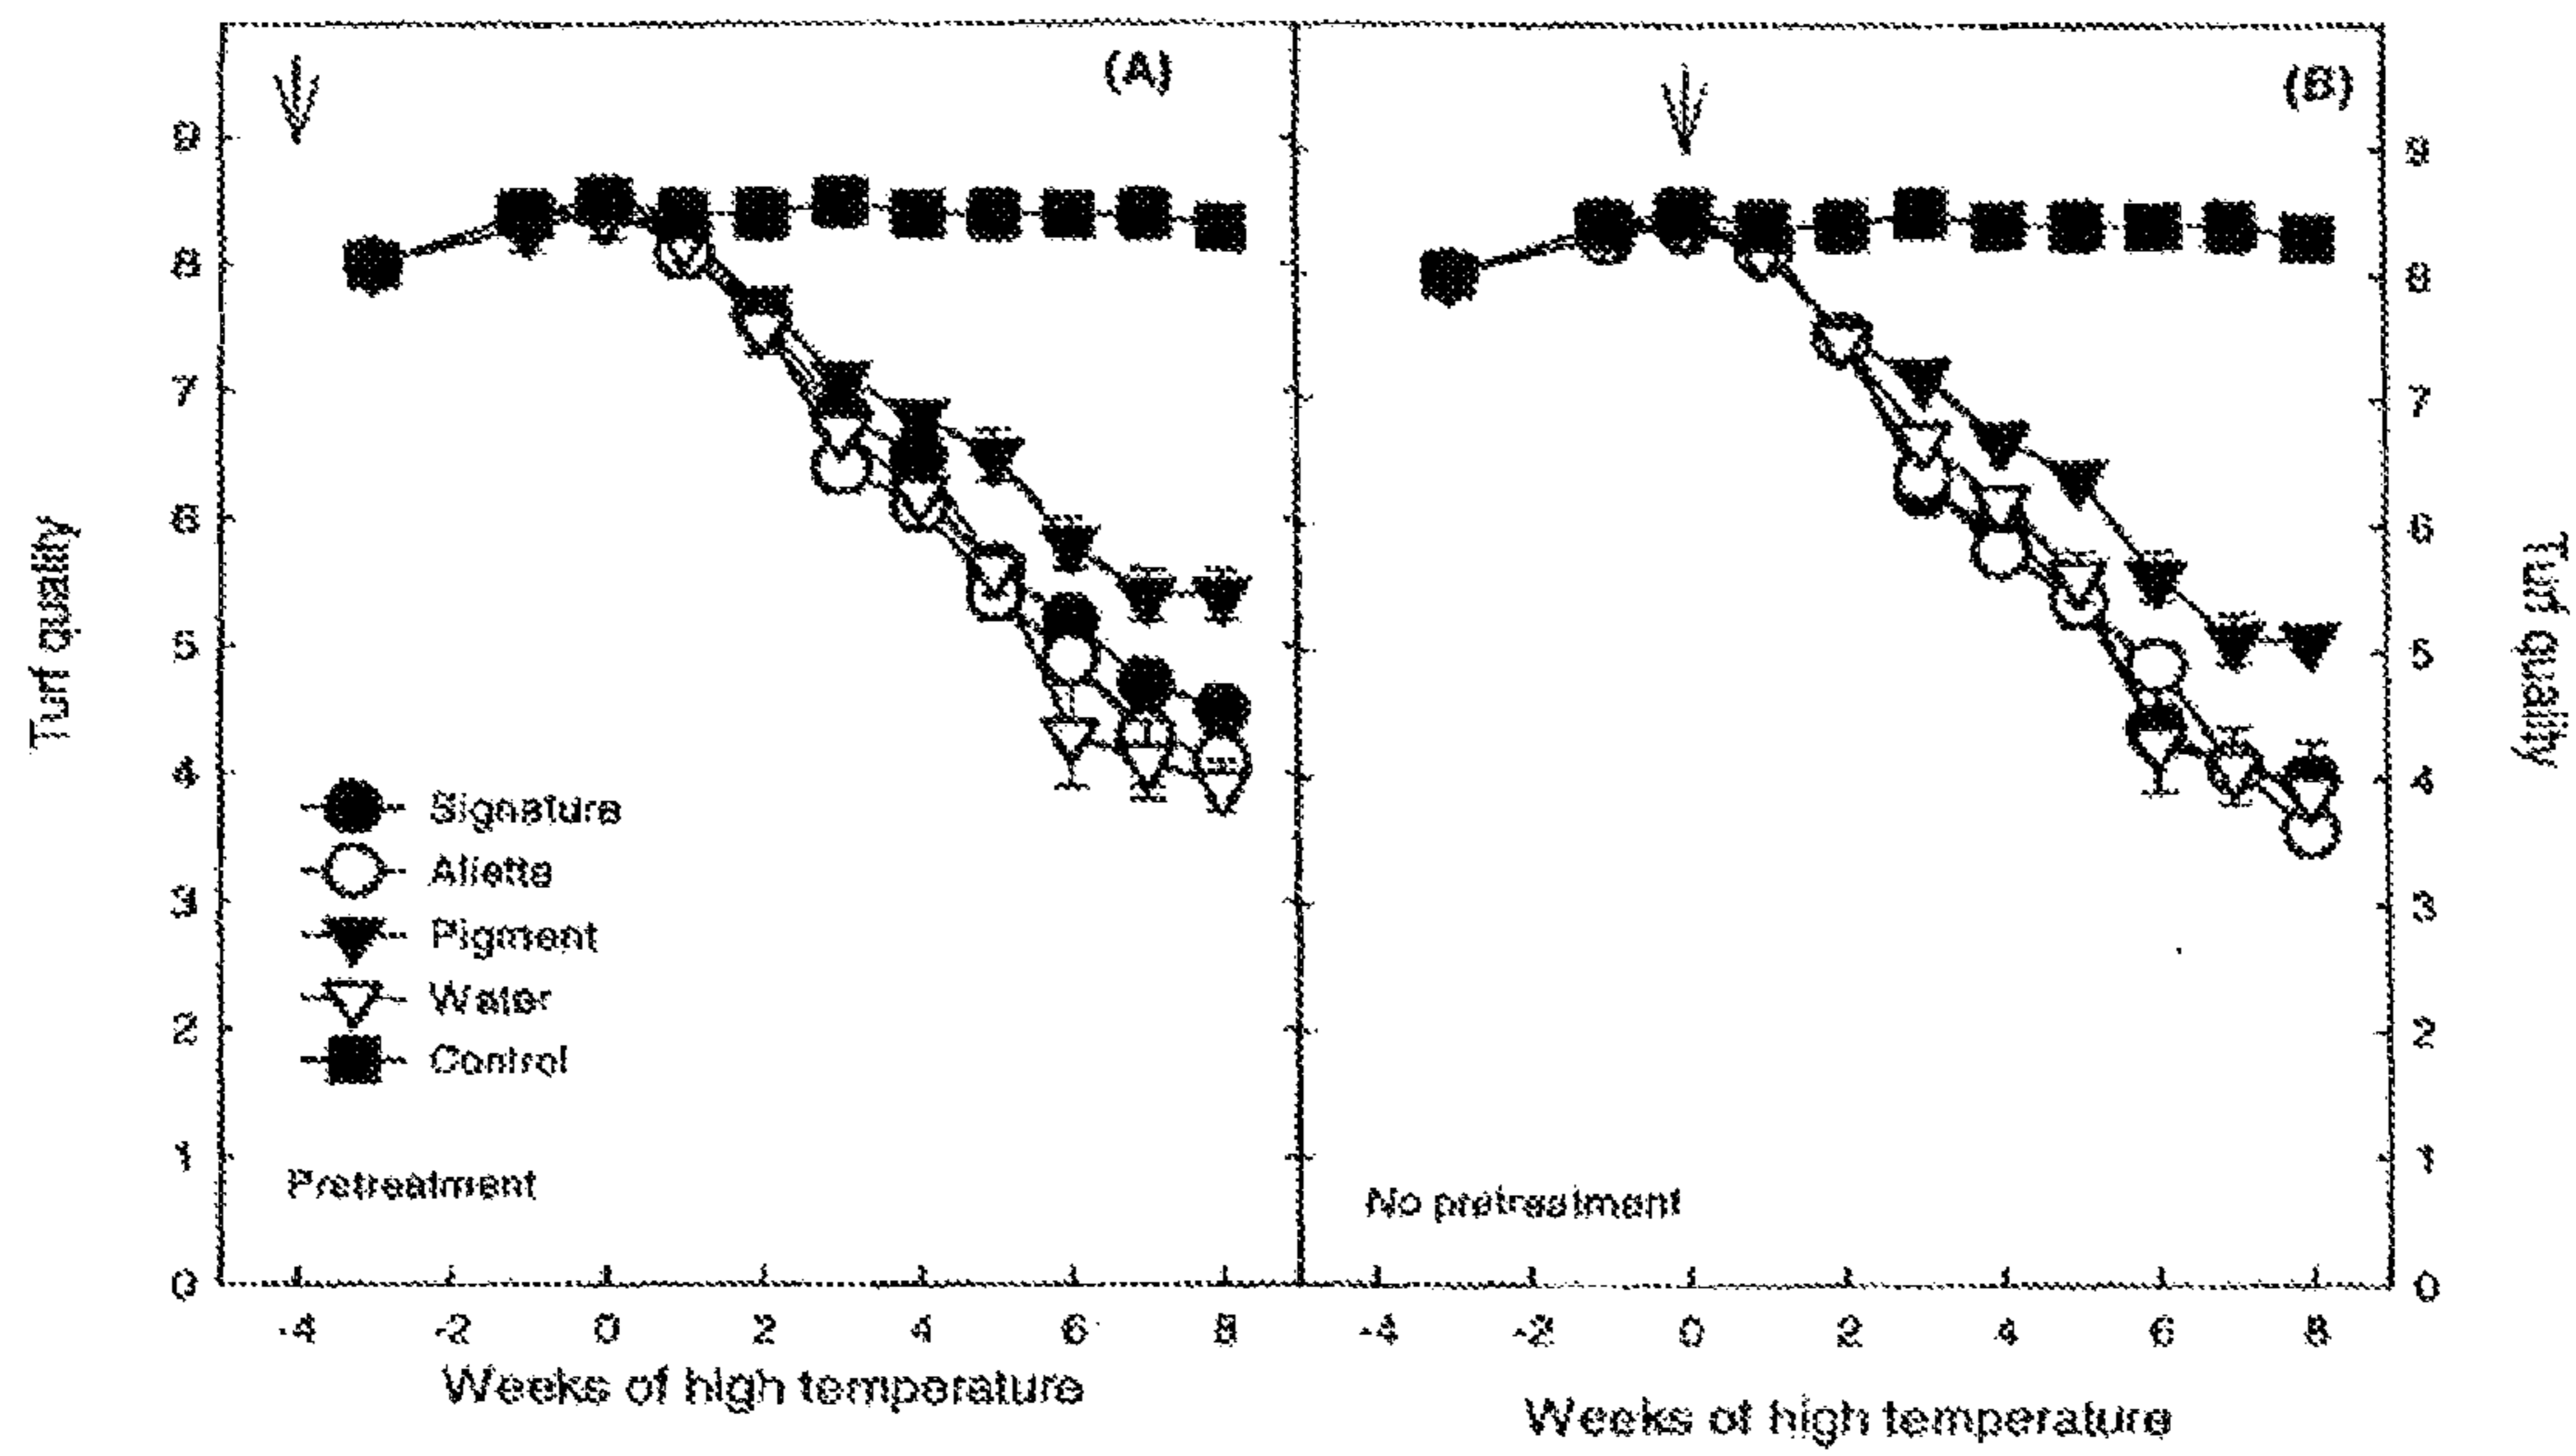 (A)
(B)
9
8
7
6
5
4
3
2
1
0
Turf quality
Signature
Aliette
Pigment
Water
Control
Pretreatment
No pretreatment
9
8
7
6
5
4
3
2
1
0
Turf quality
-4 -2 0 2 4 6 8
-4 -2 0 2 4 6 8
Weeks of high temperature
Weeks of high temperature